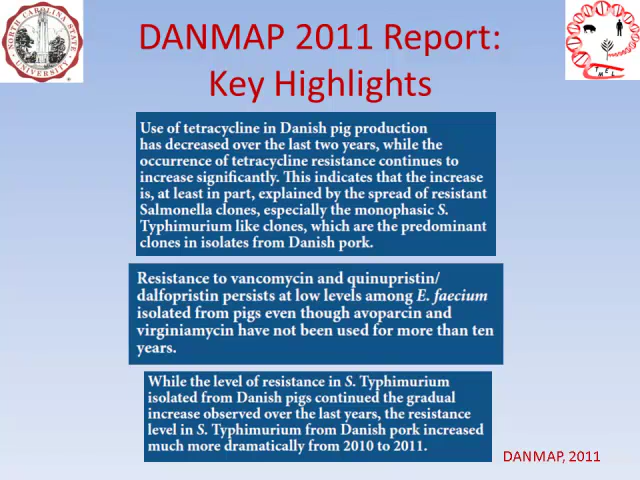 DANMAP 2011 Report:
Key Highlights
NORTH CAROLINA STATE
UNIVERSITY
TMEL
Use of tetracycline in Danish pig production
has decreased over the last two years, while the
occurrence of tetracycline resistance continues to
increase significantly. This indicates that the increase
is, at least in part, explained by the spread of resistant
Salmonella clones, especially the monophasic S.
Typhimurium like clones, which are the predominant
clones in isolates from Danish pork.
Resistance to vancomycin and quinupristin/
dalfopristin persists at low levels among E. faecium
isolated from pigs even though avoparcin and
virginiamycin have not been used for more than ten
years.
While the level of resistance in S. Typhimurium
isolated from Danish pigs continued the gradual
increase observed over the last years, the resistance
level in S. Typhimurium from Danish pork increased
much more dramatically from 2010 to 2011.
DANMAP, 2011